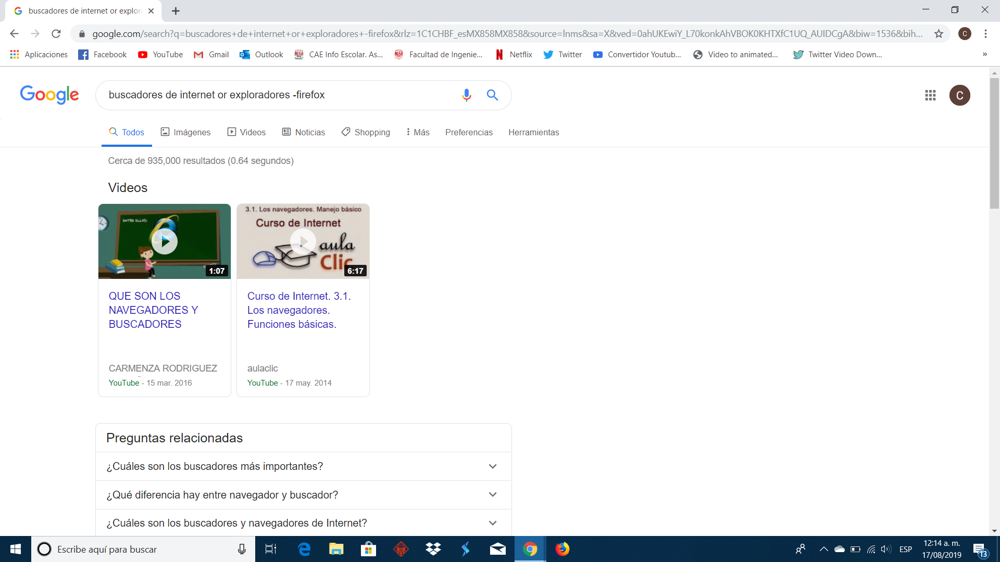 buscadores de internet or explor
google.com/search?q=buscadores+de+internet+or+exploradores+-firefox&rlz=1C1CHBF_esMX858MX858&source=lnms&sa=X&ved=0ahUKEwiY_L70konkAhVBOK0KHTXfC1UQ_AUIDCgA&biw=1536&bih...
C
Aplicaciones Facebook YouTube Gmail Outlook CAE Info Escolar. As... Facultad de Ingenie... Netflix Twitter Convertidor Youtub... Video to animated... Twitter Video Down... »
Google
buscadores de internet or exploradores -firefox
C
Todos Imágenes Videos Noticias Shopping Más Preferencias Herramientas
Cerca de 935,000 resultados (0.64 segundos)
Videos
ENTRE ELLOS:
1:07
QUE SON LOS
NAVEGADORES Y
BUSCADORES
CARMENZA RODRIGUEZ
YouTube - 15 mar. 2016
3.1. Los navegadores. Manejo básico
Curso de Internet
aula
Clic
6:17
Curso de Internet. 3.1.
Los navegadores.
Funciones básicas.
aulaclic
YouTube - 17 may. 2014
Preguntas relacionadas
¿Cuáles son los buscadores más importantes?
¿Qué diferencia hay entre navegador y buscador?
¿Cuáles son los buscadores y navegadores de Internet?
Escribe aquí para buscar
ESP
12:14 a. m.
17/08/2019
13